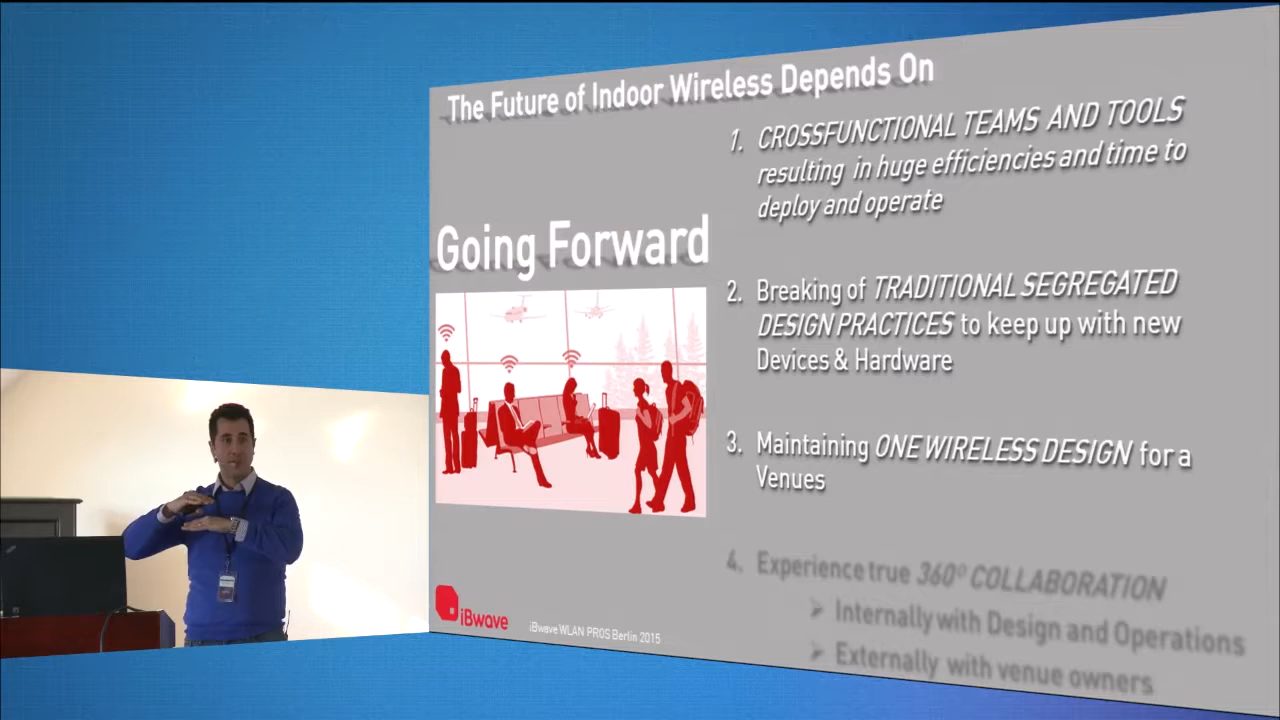 The Future of Indoor Wireless Depends On
Going Forward
1. CROSSFUNCTIONAL TEAMS AND TOOLS
resulting in huge efficiencies and time to
deploy and operate
2. Breaking of TRADITIONAL SEGREGATED
DESIGN PRACTICES to keep up with new
Devices & Hardware
3. Maintaining ONE WIRELESS DESIGN for a
Venues
4. Experience true 360º COLLABORATION
➢ Internally with Design and Operations
➢ Externally with venue owners
iBwave
iBwave WLAN PROS Berlin 2015